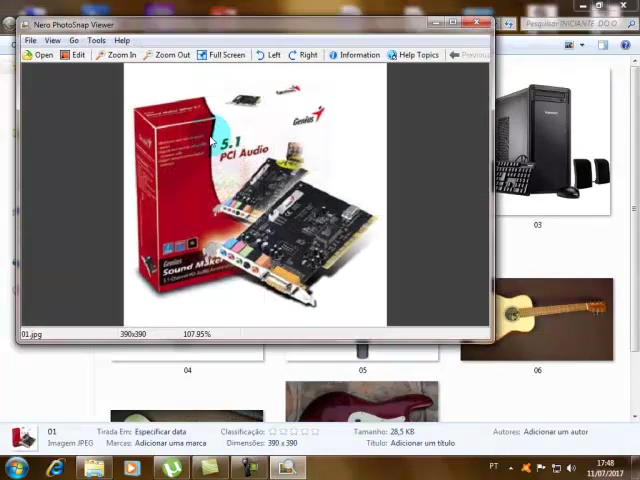 Nero PhotoSnap Viewer
Pesquisar INICIANTE DO O
File View Go Tools Help
Open Edit Zoom In Zoom Out Full Screen Left Right Information Help Topics Previous
Genius
5.1
PCI Audio
Genius
Sound Maker
03
01.jpg 390x390 107.95%
04 05 06
01 Tirada Em: Especificar data Classificação: Tamanho: 28,5 KB Autores: Adicionar um autor
Imagem JPEG Marcas: Adicionar uma marca Dimensões: 390 x 390 Título: Adicionar um título
PT 17:48
11/07/2017